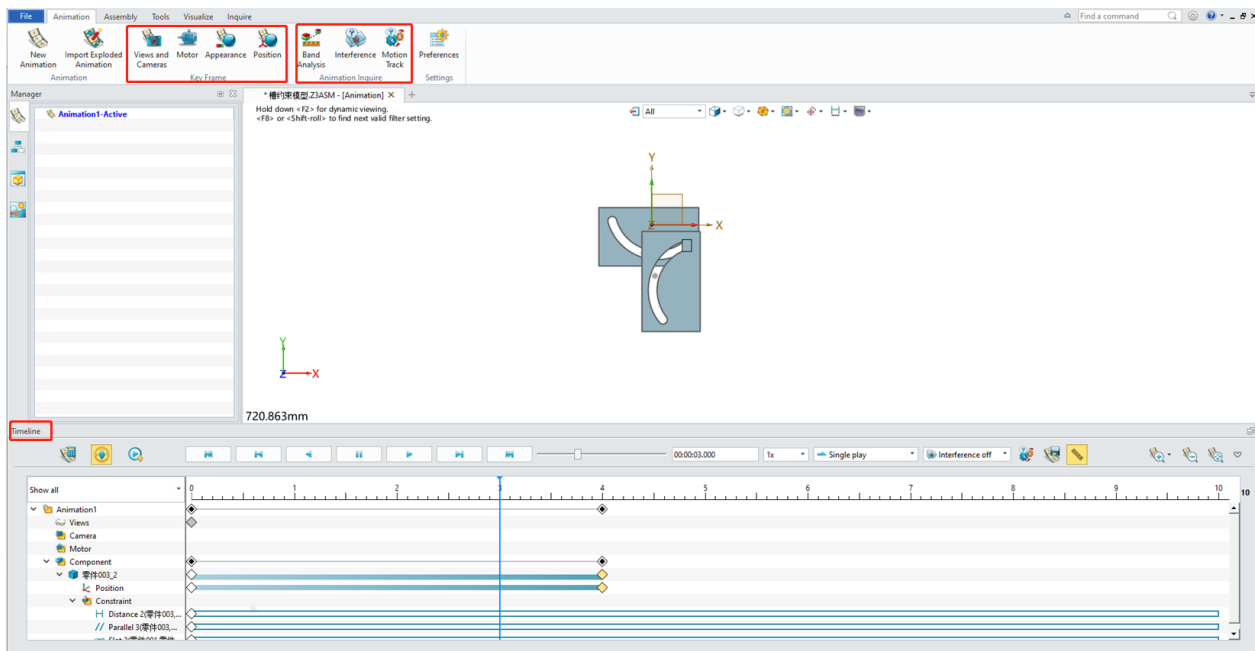 File Animation Assembly Tools Visualize Inquire Find a command
New Animation
Import Exploded Animation
Views and Cameras
Motor
Appearance
Position
Band Analysis
Interference
Motion Track
Preferences
Animation Key Frame Animation Inquire Settings
Manager
* 槽约束模型.Z3ASM - [Animation]
Animation1-Active
Hold down <F2> for dynamic viewing.
<F8> or <Shift-roll> to find next valid filter setting.
All
Y
Z X
Y
Z X
720.863mm
Timeline
00:00:03.000 1x Single play Interference off
Show all 0 1 2 3 4 5 6 7 8 9 10 10
Animation1
Views
Camera
Motor
Component
零件003_2
Position
Constraint
Distance 2(零件003,...
Parallel 3(零件003,...